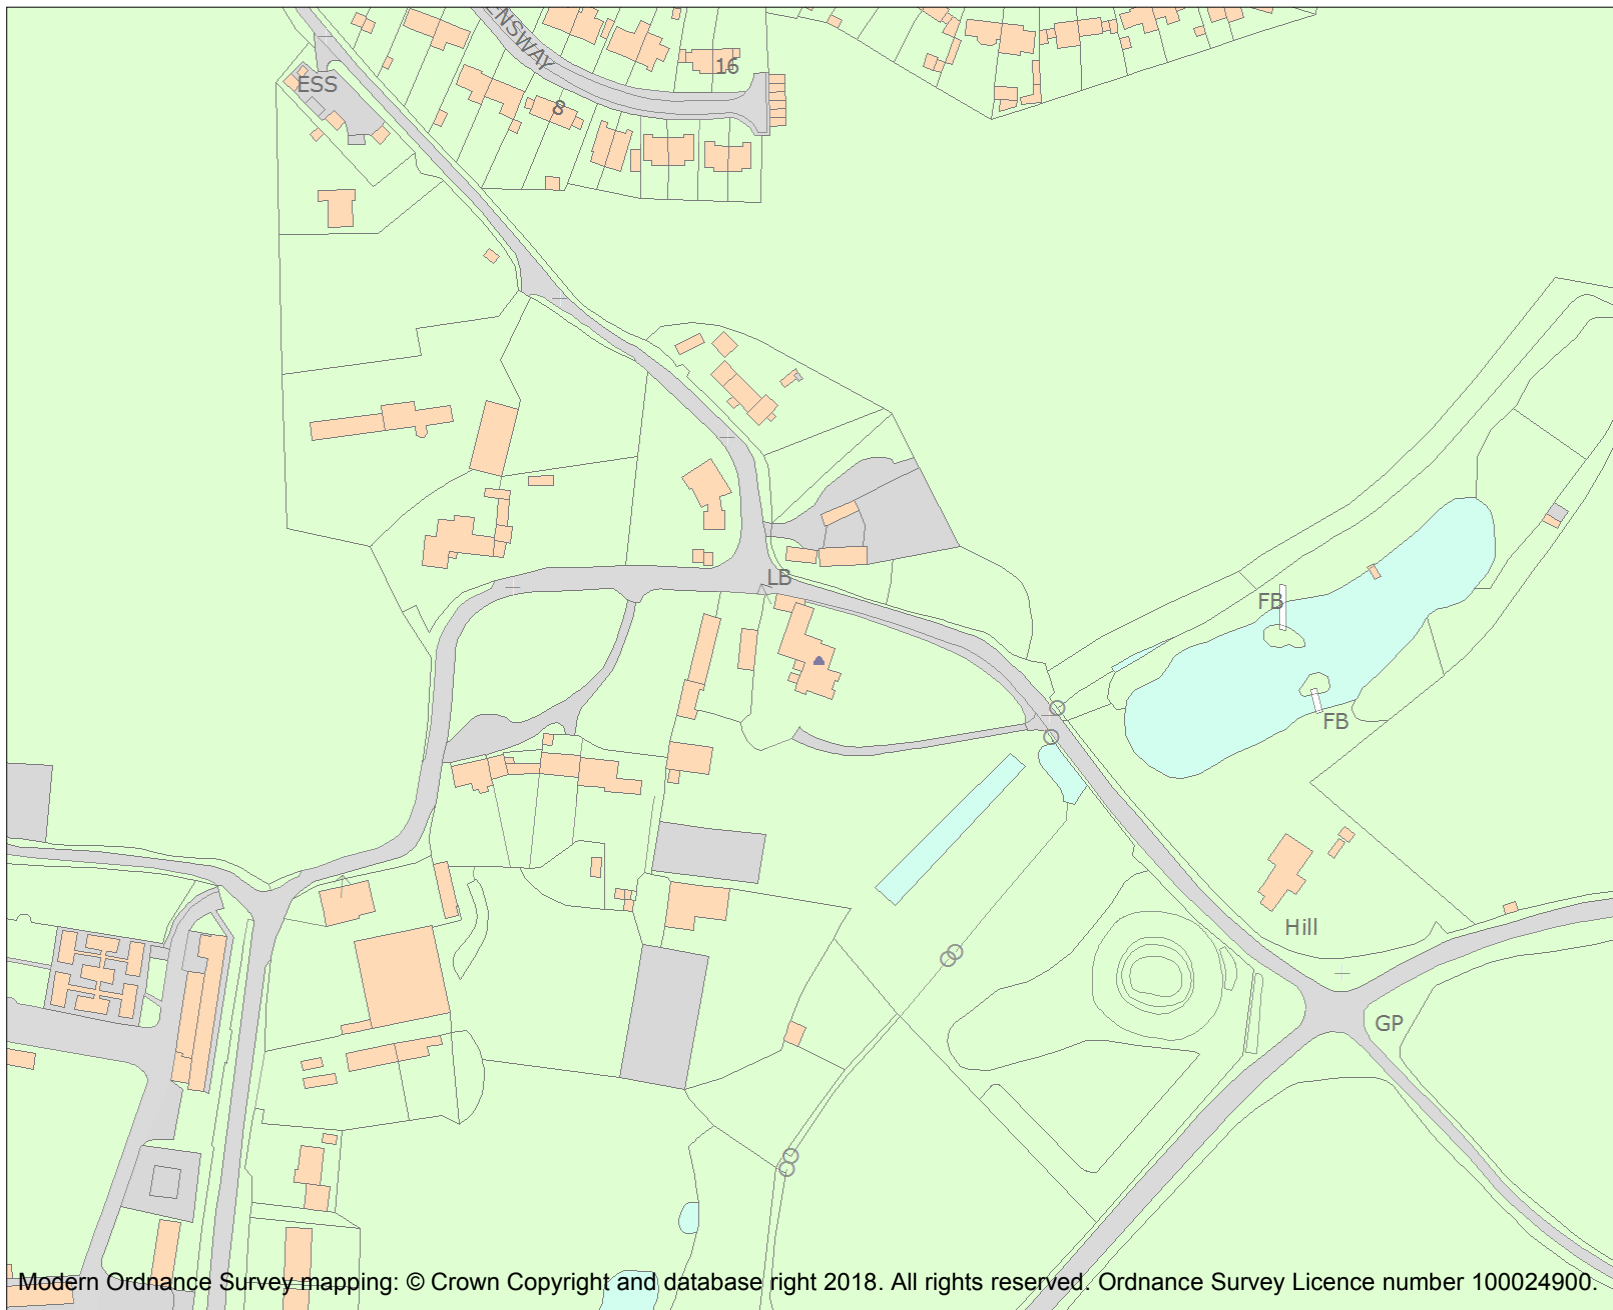 ENSWAY
16
ESS
8
LB
FB
FB
Hill
GP
Modern Ordnance Survey mapping: © Crown Copyright and database right 2018. All rights reserved. Ordnance Survey Licence number 100024900.